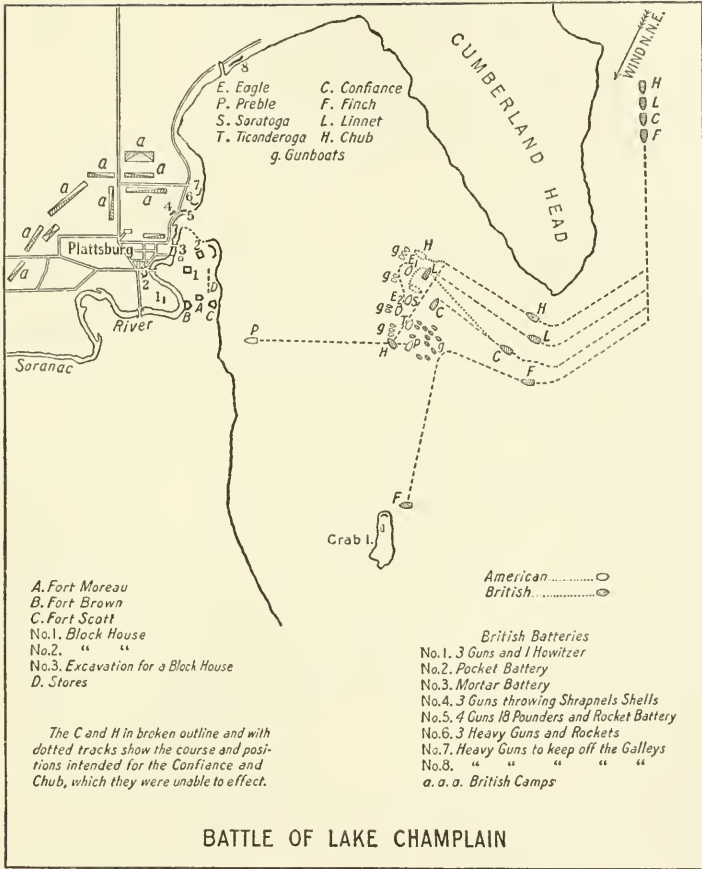 CUMBERLAND HEAD
WIND N.N.E.
8
E. Eagle C. Confiance
P. Preble F. Finch
S. Saratoga L. Linnet
T. Ticonderoga H. Chub
g. Gunboats
H
L
C
F
a
a
a
a
a
a
a
7
6
4
5
Plattsburg
3
2
2
1
1
D
B
A
C
River
Soranac
P
g
H
E
L
g
E
S
g
C
T
g
H
P
g
H
L
C
F
F
Crab I.
A. Fort Moreau
B. Fort Brown
C. Fort Scott
No.1. Block House
No.2. " "
No.3. Excavation for a Block House
D. Stores
The C and H in broken outline and with
dotted tracks show the course and posi-
tions intended for the Confiance and
Chub, which they were unable to effect.
American
British
British Batteries
No.1. 3 Guns and 1 Howitzer
No.2. Pocket Battery
No.3. Mortar Battery
No.4. 3 Guns throwing Shrapnels Shells
No.5. 4 Guns 18 Pounders and Rocket Battery
No.6. 3 Heavy Guns and Rockets
No.7. Heavy Guns to keep off the Galleys
No.8. " " " " "
a. a. a. British Camps
BATTLE OF LAKE CHAMPLAIN